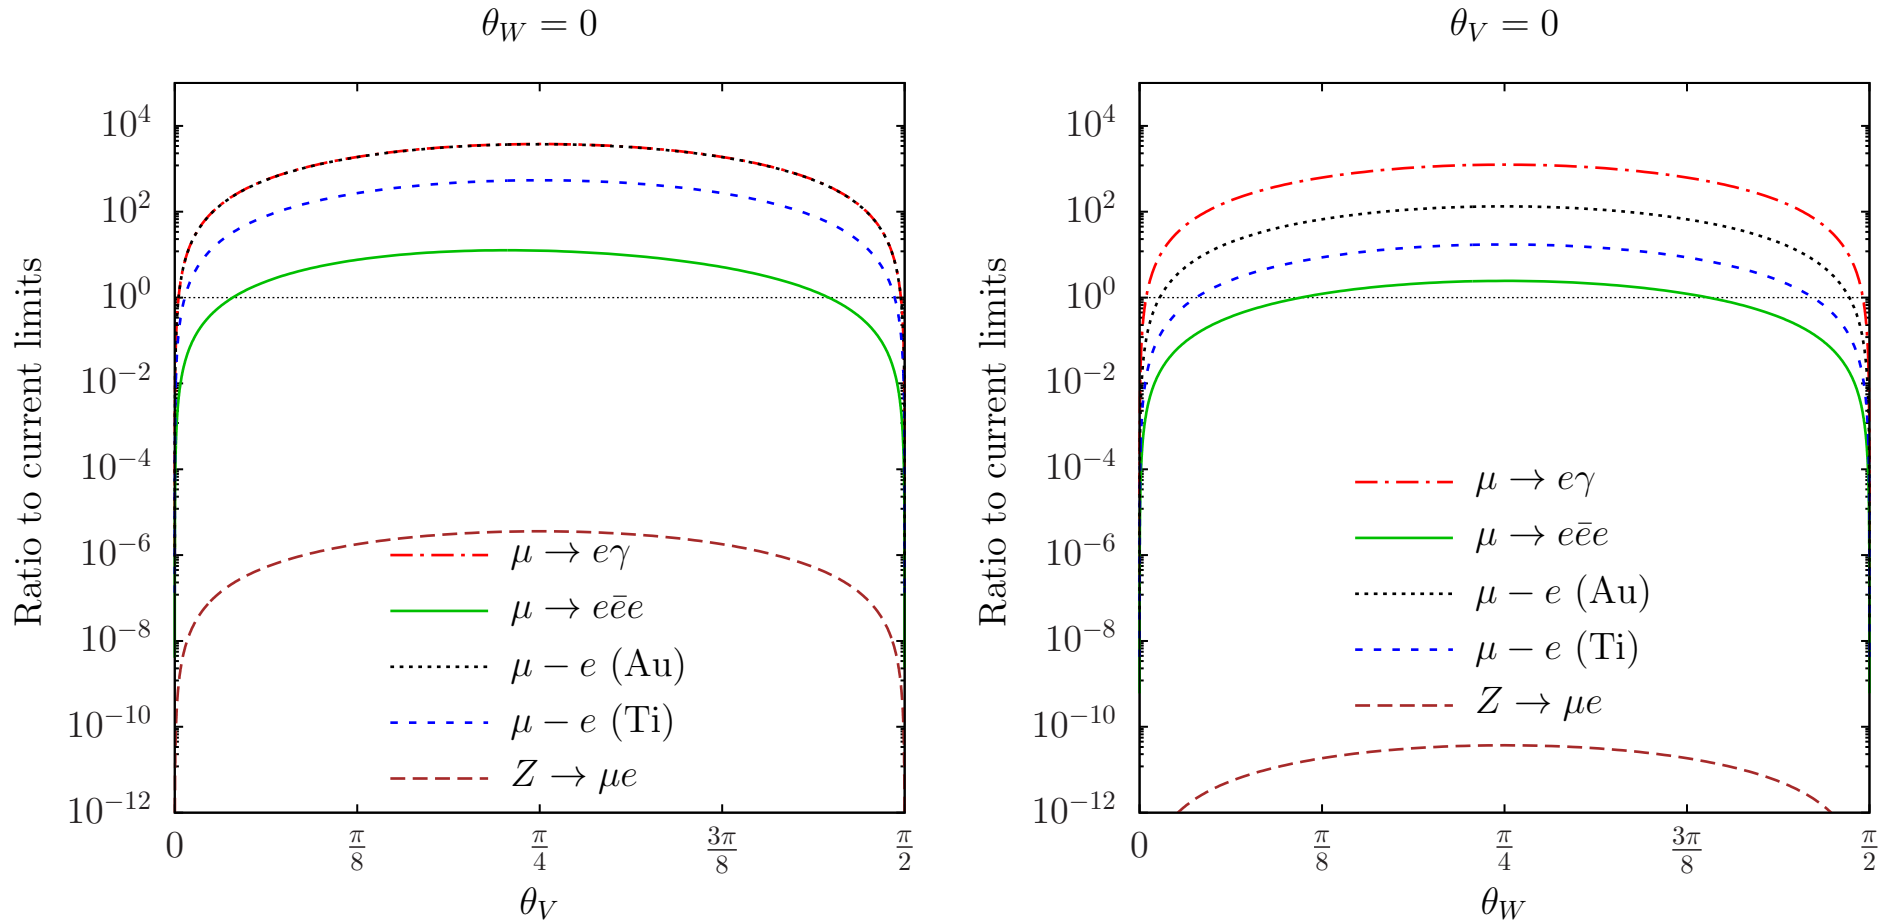 θ_W = 0
Ratio to current limits
10^4
10^2
10^0
10^−2
10^−4
10^−6
10^−8
10^−10
10^−12
μ → eγ
μ → eēe
μ − e (Au)
μ − e (Ti)
Z → μe
0 π/8 π/4 3π/8 π/2
θ_V
θ_V = 0
Ratio to current limits
10^4
10^2
10^0
10^−2
10^−4
10^−6
10^−8
10^−10
10^−12
μ → eγ
μ → eēe
μ − e (Au)
μ − e (Ti)
Z → μe
0 π/8 π/4 3π/8 π/2
θ_W